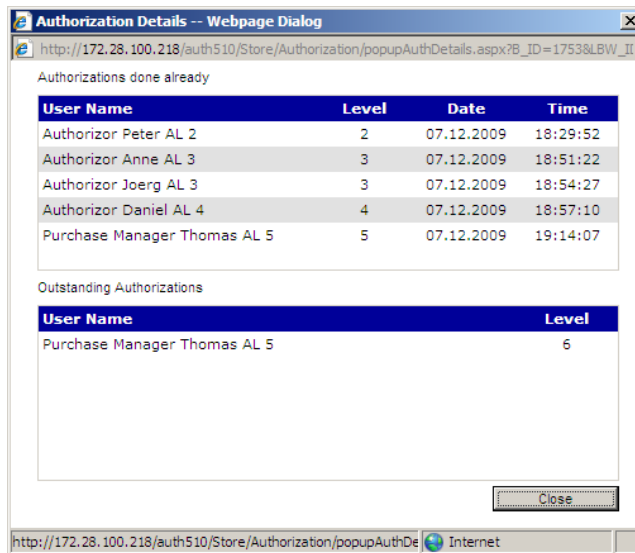 Authorization Details -- Webpage Dialog
http://172.28.100.218/auth510/Store/Authorization/popupAuthDetails.aspx?B_ID=1753&LBW_II
Authorizations done already
User Name Level Date Time
Authorizor Peter AL 2 2 07.12.2009 18:29:52
Authorizor Anne AL 3 3 07.12.2009 18:51:22
Authorizor Joerg AL 3 3 07.12.2009 18:54:27
Authorizor Daniel AL 4 4 07.12.2009 18:57:10
Purchase Manager Thomas AL 5 5 07.12.2009 19:14:07
Outstanding Authorizations
User Name Level
Purchase Manager Thomas AL 5 6
Close
http://172.28.100.218/auth510/Store/Authorization/popupAuthDe Internet